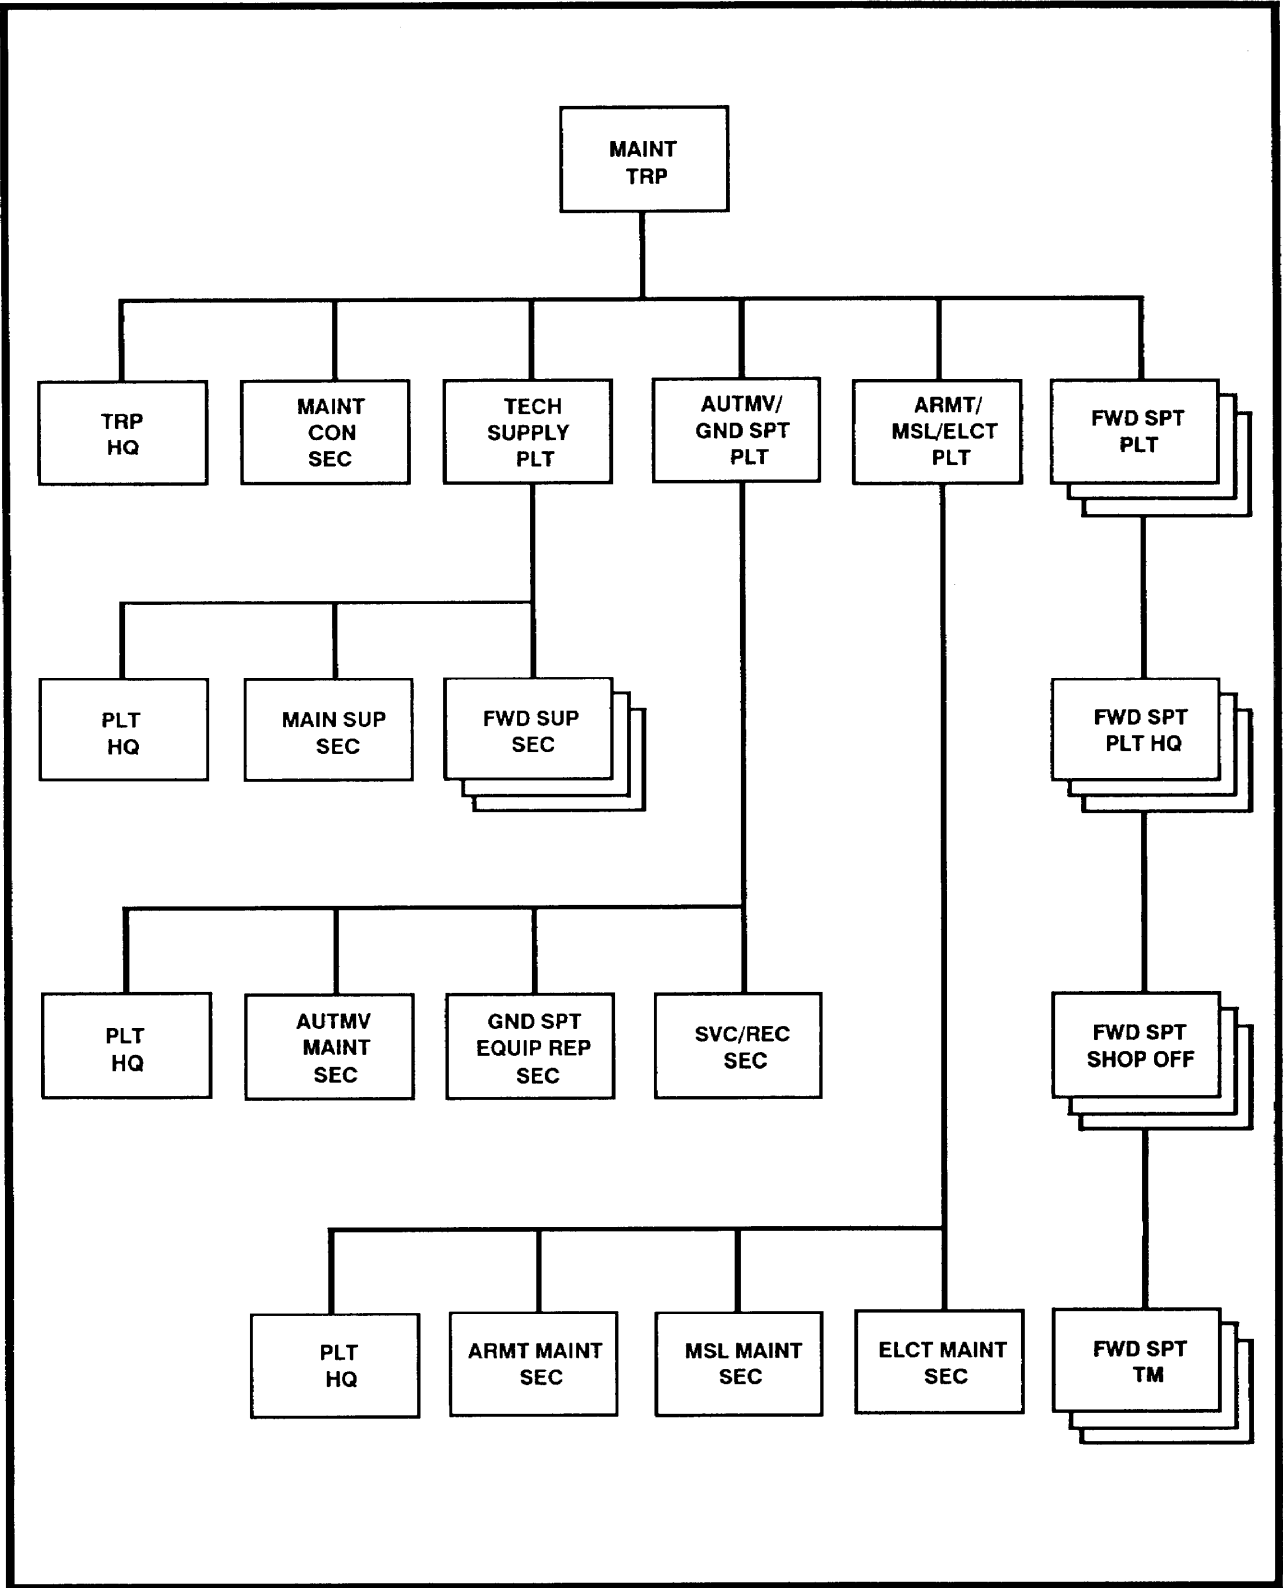 MAINT
TRP
TRP
HQ
MAINT
CON
SEC
TECH
SUPPLY
PLT
AUTMV/
GND SPT
PLT
ARMT/
MSL/ELCT
PLT
FWD SPT
PLT
PLT
HQ
MAIN SUP
SEC
FWD SUP
SEC
FWD SPT
PLT HQ
PLT
HQ
AUTMV
MAINT
SEC
GND SPT
EQUIP REP
SEC
SVC/REC
SEC
FWD SPT
SHOP OFF
PLT
HQ
ARMT MAINT
SEC
MSL MAINT
SEC
ELCT MAINT
SEC
FWD SPT
TM